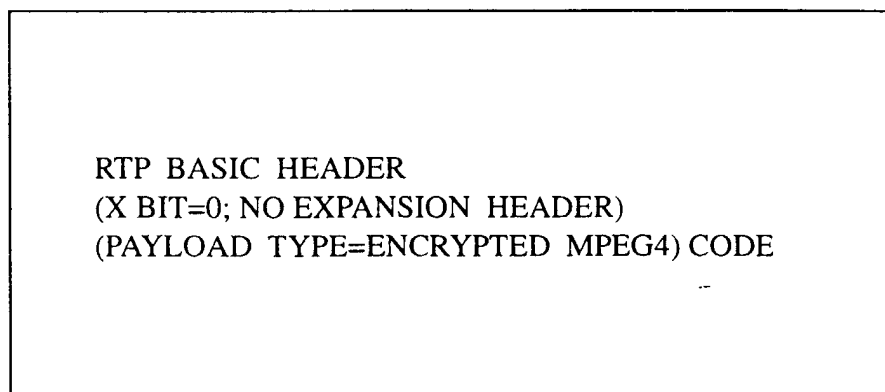 RTP BASIC HEADER
(X BIT=0; NO EXPANSION HEADER)
(PAYLOAD TYPE=ENCRYPTED MPEG4) CODE